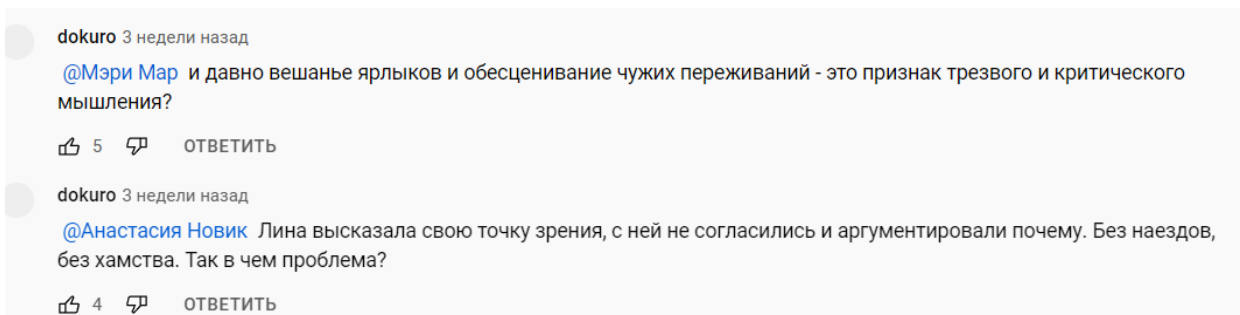 dokuro 3 недели назад
@Мэри Мар и давно вешанье ярлыков и обесценивание чужих переживаний - это признак трезвого и критического
мышления?
5 ОТВЕТИТЬ
dokuro 3 недели назад
@Анастасия Новик Лина высказала свою точку зрения, с ней не согласились и аргументировали почему. Без наездов,
без хамства. Так в чем проблема?
4 ОТВЕТИТЬ